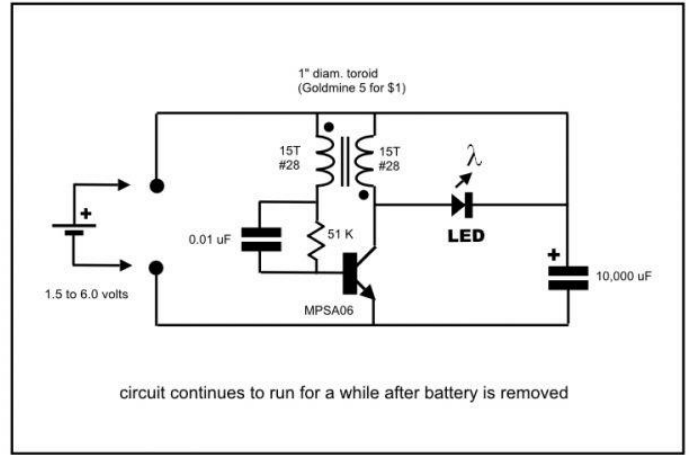 1" diam. toroid
(Goldmine 5 for $1)
15T
#28
15T
#28
λ
+
0.01 uF
51 K
LED
+
10,000 uF
1.5 to 6.0 volts
MPSA06
circuit continues to run for a while after battery is removed